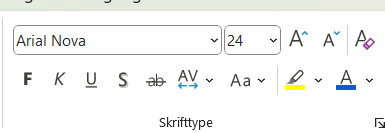 Arial Nova 24 A A A
F K U S ab AV Aa A
Skrifttype